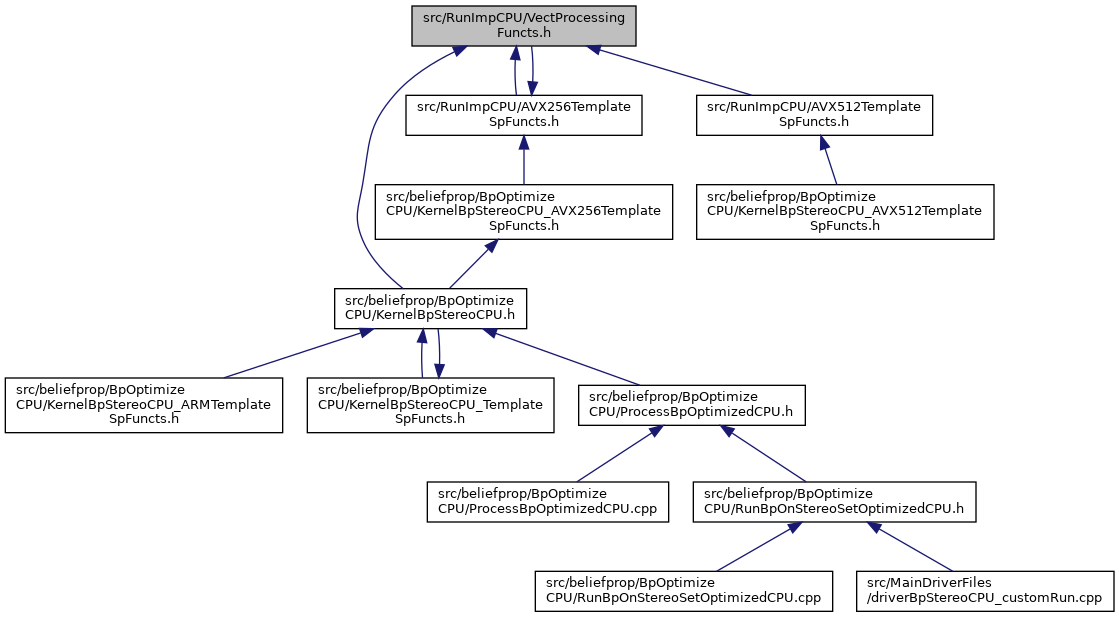 src/RunImpCPU/VectProcessing
Functs.h
src/RunImpCPU/AVX256Template
SpFuncts.h
src/RunImpCPU/AVX512Template
SpFuncts.h
src/beliefprop/BpOptimize
CPU/KernelBpStereoCPU_AVX256Template
SpFuncts.h
src/beliefprop/BpOptimize
CPU/KernelBpStereoCPU_AVX512Template
SpFuncts.h
src/beliefprop/BpOptimize
CPU/KernelBpStereoCPU.h
src/beliefprop/BpOptimize
CPU/KernelBpStereoCPU_ARMTemplate
SpFuncts.h
src/beliefprop/BpOptimize
CPU/KernelBpStereoCPU_Template
SpFuncts.h
src/beliefprop/BpOptimize
CPU/ProcessBpOptimizedCPU.h
src/beliefprop/BpOptimize
CPU/ProcessBpOptimizedCPU.cpp
src/beliefprop/BpOptimize
CPU/RunBpOnStereoSetOptimizedCPU.h
src/beliefprop/BpOptimize
CPU/RunBpOnStereoSetOptimizedCPU.cpp
src/MainDriverFiles
/driverBpStereoCPU_customRun.cpp